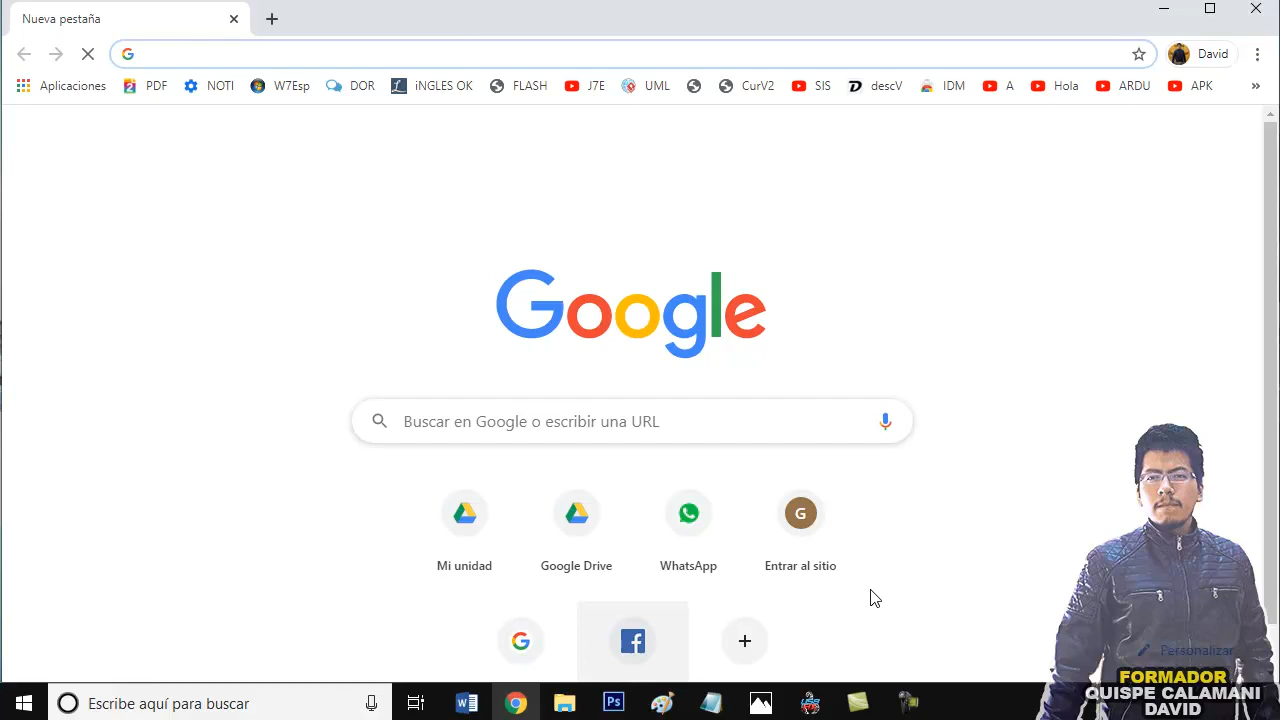 Nueva pestaña
David
Aplicaciones PDF NOTI W7Esp DOR iNGLES OK FLASH J7E UML CurV2 SIS descV IDM A Hola ARDU APK »
Google
Buscar en Google o escribir una URL
G
Mi unidad Google Drive WhatsApp Entrar al sitio
Personalizar
FORMADOR
QUISPE CALAMANI
DAVID
Escribe aquí para buscar
Ps